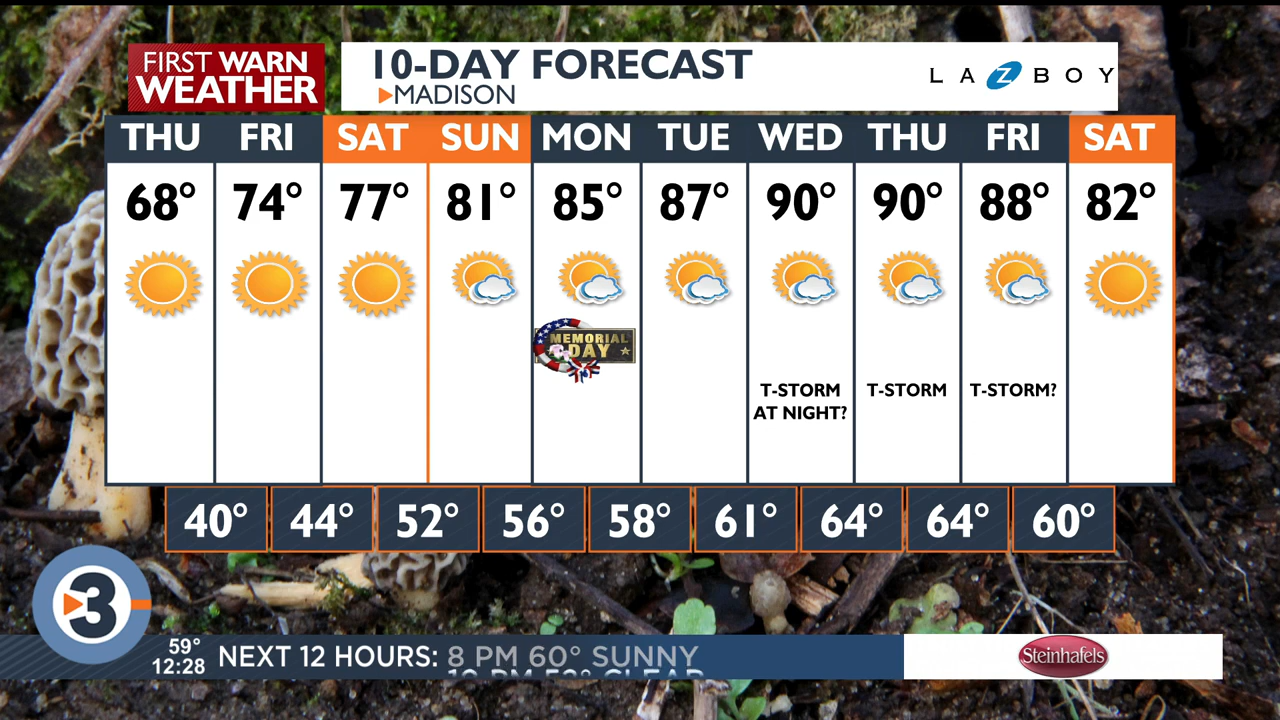 FIRST WARN
WEATHER
10-DAY FORECAST
MADISON
LAZBOY
THU FRI SAT SUN MON TUE WED THU FRI SAT
68° 74° 77° 81° 85° 87° 90° 90° 88° 82°
MEMORIAL
DAY
T-STORM
AT NIGHT?
T-STORM
T-STORM?
40° 44° 52° 56° 58° 61° 64° 64° 60°
3
59°
12:28
NEXT 12 HOURS: 8 PM 60° SUNNY
Steinhafels